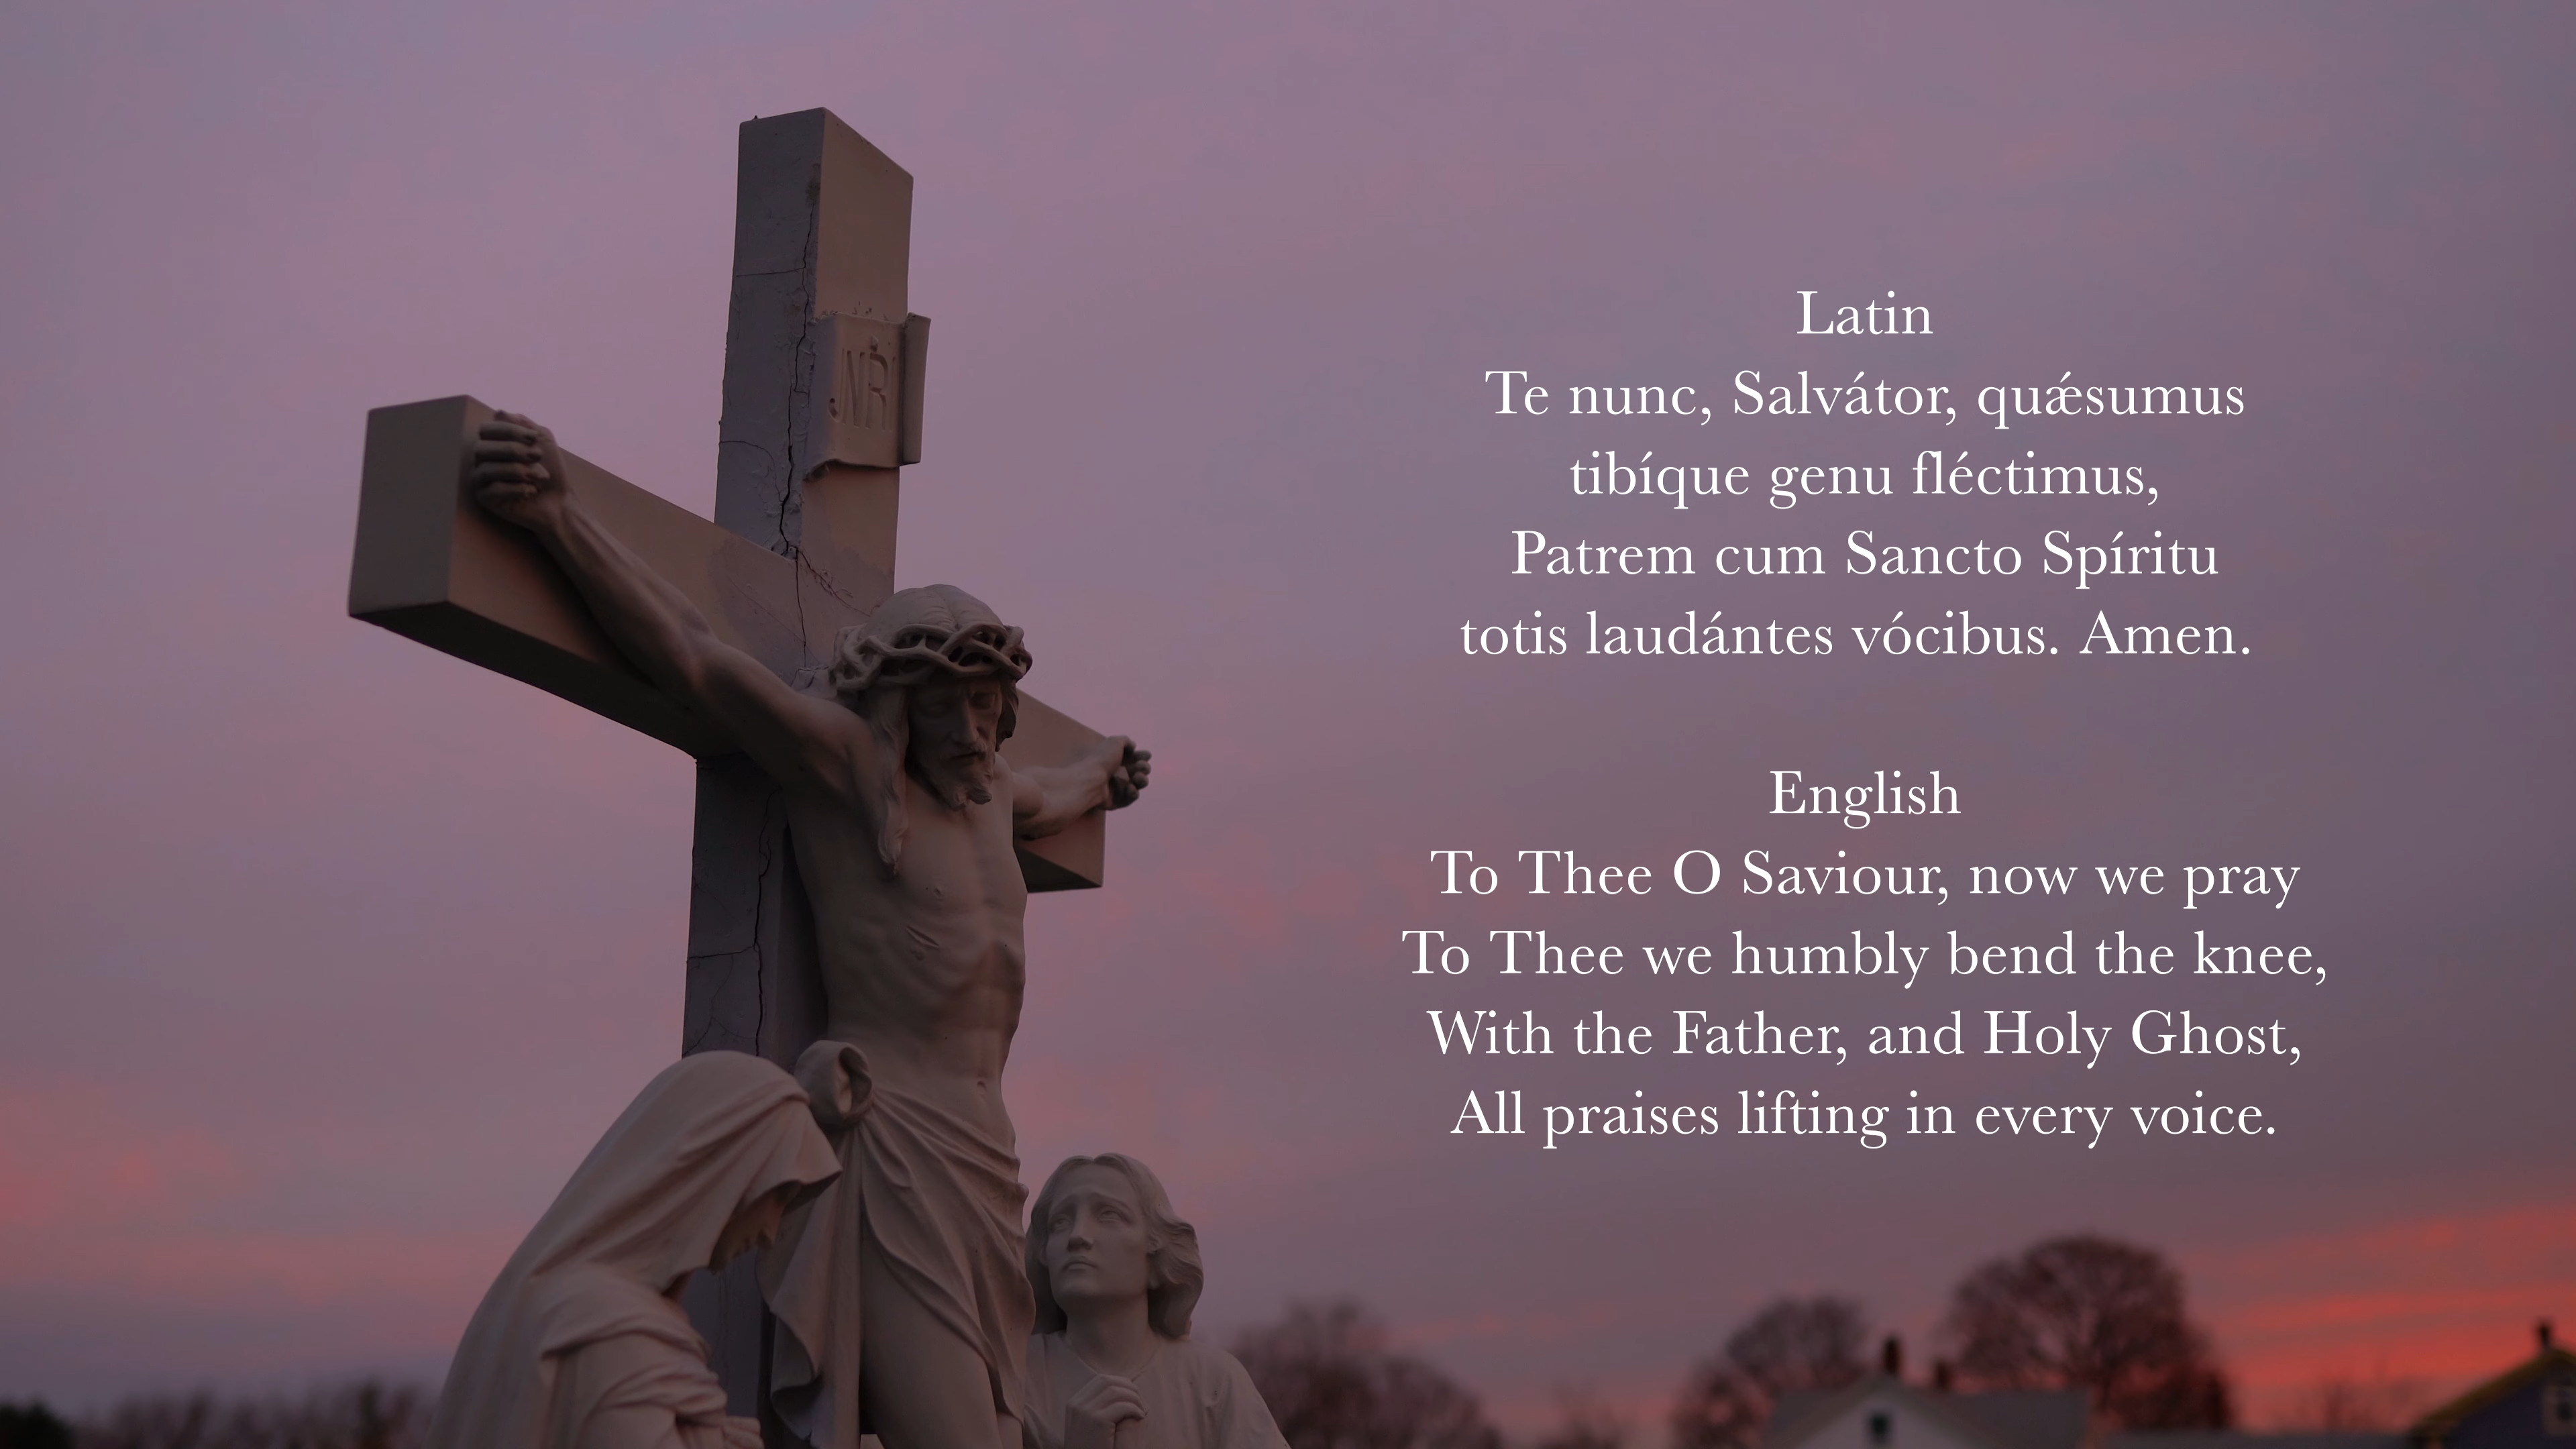 JNRI
Latin
Te nunc, Salvátor, quǽsumus
tibíque genu fléctimus,
Patrem cum Sancto Spíritu
totis laudántes vócibus. Amen.
English
To Thee O Saviour, now we pray
To Thee we humbly bend the knee,
With the Father, and Holy Ghost,
All praises lifting in every voice.